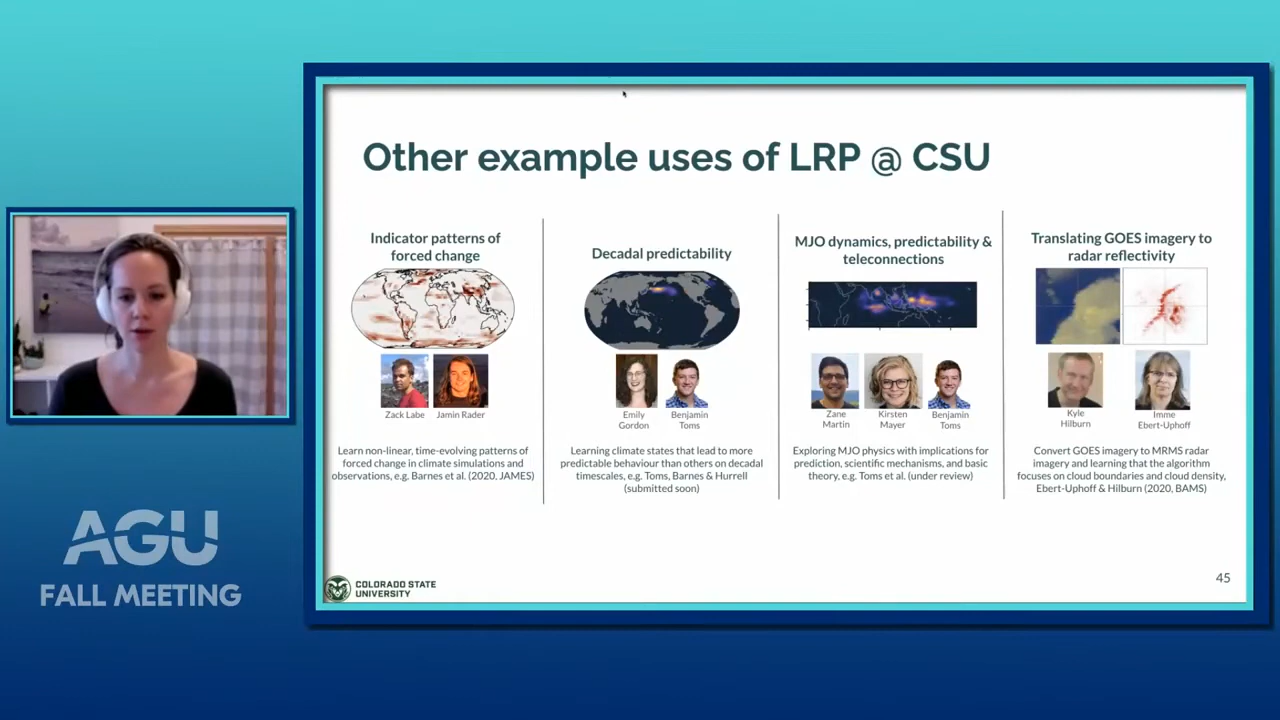 Other example uses of LRP @ CSU
Indicator patterns of
forced change
Zack Labe
Jamin Rader
Learn non-linear, time-evolving patterns of
forced change in climate simulations and
observations, e.g. Barnes et al. (2020, JAMES)
Decadal predictability
Emily
Gordon
Benjamin
Toms
Learning climate states that lead to more
predictable behaviour than others on decadal
timescales, e.g. Toms, Barnes & Hurrell
(submitted soon)
MJO dynamics, predictability &
teleconnections
Zane
Martin
Kirsten
Mayer
Benjamin
Toms
Exploring MJO physics with implications for
prediction, scientific mechanisms, and basic
theory, e.g. Toms et al. (under review)
Translating GOES imagery to
radar reflectivity
Kyle
Hilburn
Imme
Ebert-Uphoff
Convert GOES imagery to MRMS radar
imagery and learning that the algorithm
focuses on cloud boundaries and cloud density,
Ebert-Uphoff & Hilburn (2020, BAMS)
AGU
FALL MEETING
COLORADO STATE
UNIVERSITY
45